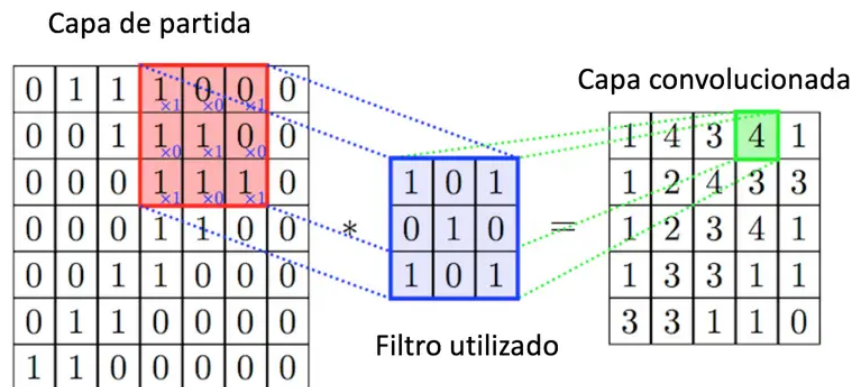 Capa de partida
Capa convolucionada
0 1 1 1×1 0×0 0×1 0
0 0 1 1×0 1×1 0×0 0
0 0 0 1×1 1×0 1×1 0
0 0 0 1 1 0 0
0 0 1 1 0 0 0
0 1 1 0 0 0 0
1 1 0 0 0 0 0
*
1 0 1
0 1 0
1 0 1
=
1 4 3 4 1
1 2 4 3 3
1 2 3 4 1
1 3 3 1 1
3 3 1 1 0
Filtro utilizado